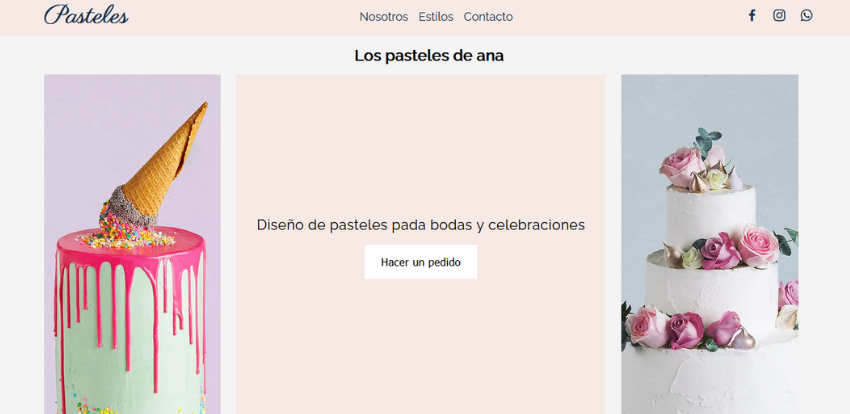 Pasteles
Nosotros Estilos Contacto
Los pasteles de ana
Diseño de pasteles pada bodas y celebraciones
Hacer un pedido